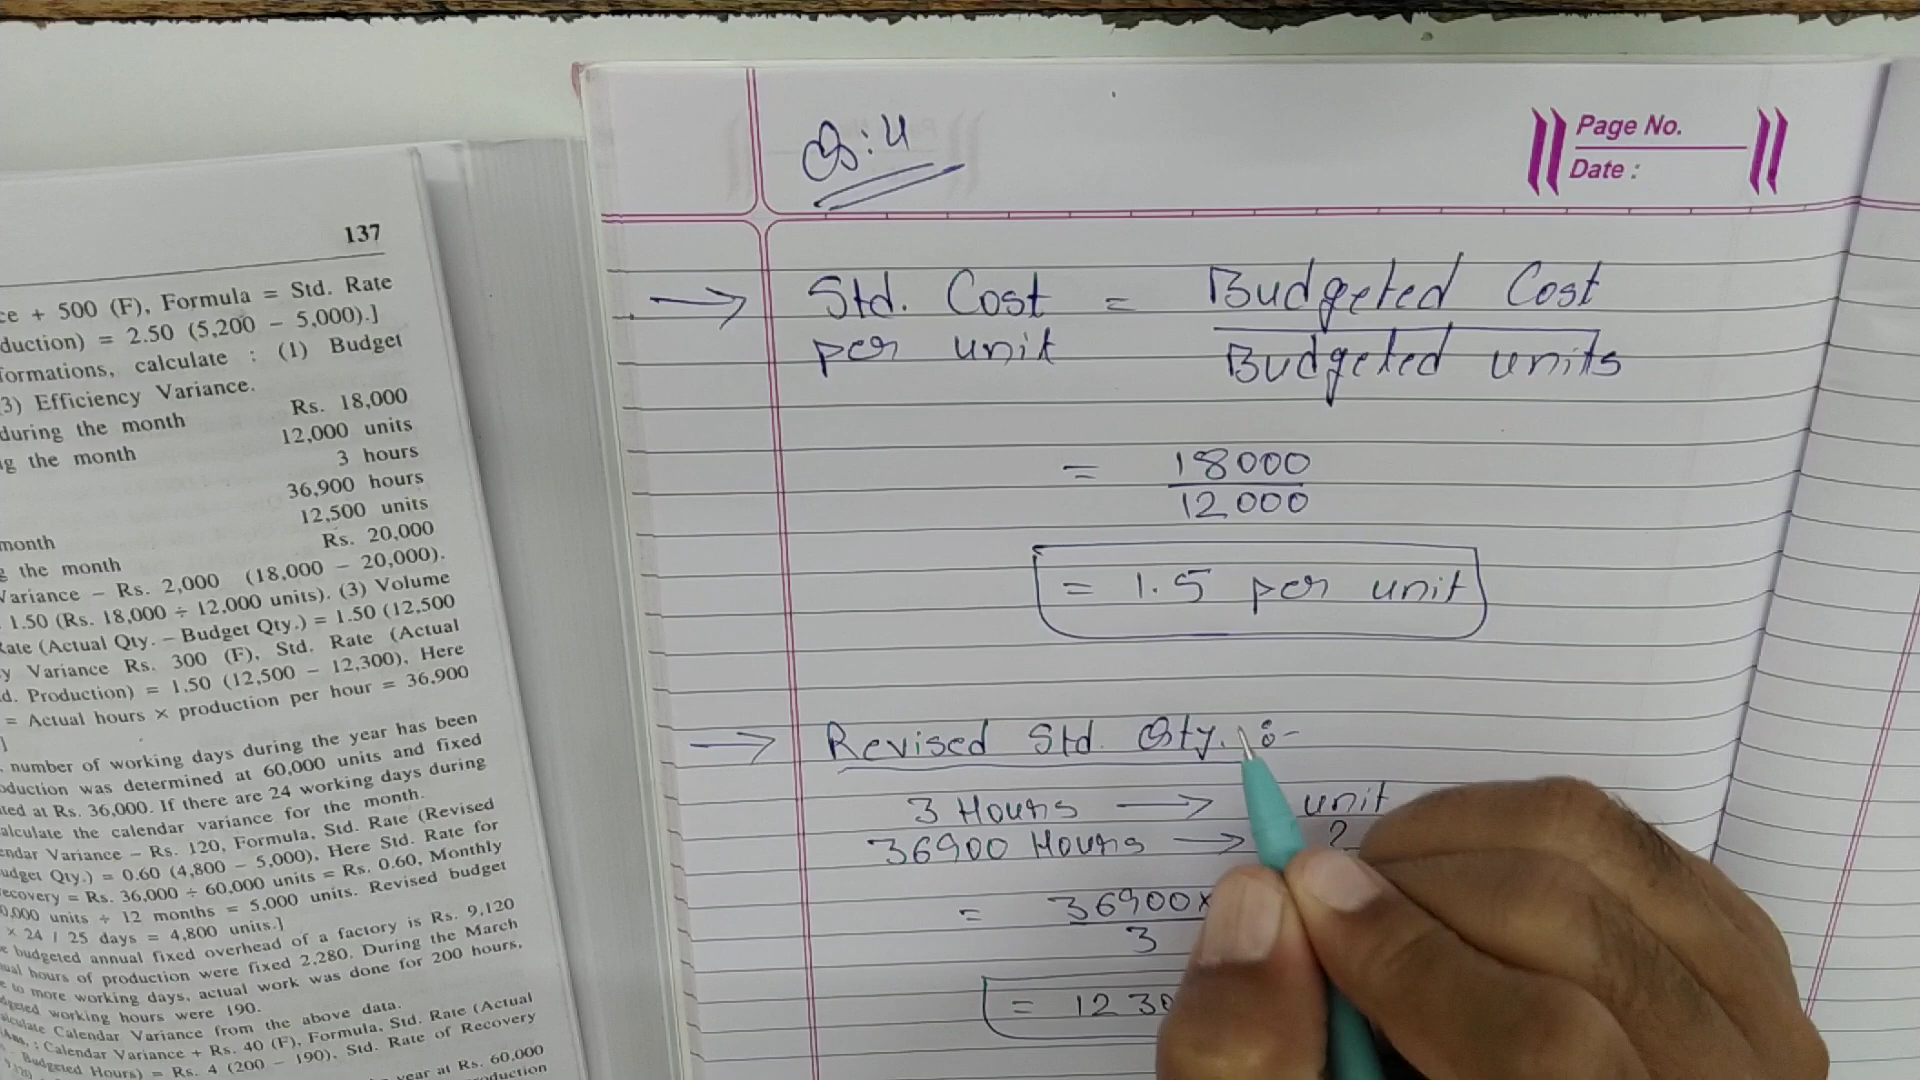 137
ce + 500 (F), Formula = Std. Rate
duction) = 2.50 (5,200 – 5,000).]
formations, calculate : (1) Budget
3) Efficiency Variance.
during the month Rs. 18,000
g the month 12,000 units
3 hours
36,900 hours
month 12,500 units
g the month Rs. 20,000
Variance – Rs. 2,000 (18,000 – 20,000).
1.50 (Rs. 18,000 ÷ 12,000 units). (3) Volume
Rate (Actual Qty. – Budget Qty.) = 1.50 (12,500
y Variance Rs. 300 (F), Std. Rate (Actual
d. Production) = 1.50 (12,500 – 12,300), Here
= Actual hours × production per hour = 36.900
]
number of working days during the year has been
oduction was determined at 60,000 units and fixed
ted at Rs. 36,000. If there are 24 working days during
alculate the calendar variance for the month.
endar Variance – Rs. 120, Formula, Std. Rate (Revised
udget Qty.) = 0.60 (4,800 – 5,000), Here Std. Rate for
ecovery = Rs. 36,000 ÷ 60,000 units = Rs. 0.60, Monthly
0,000 units ÷ 12 months = 5,000 units. Revised budget
× 24 / 25 days = 4,800 units.]
budgeted annual fixed overhead of a factory is Rs. 9,120
ual hours of production were fixed 2,280. During the March
to more working days, actual work was done for 200 hours,
dgeted working hours were 190.
alculate Calendar Variance from the above data.
Ans. : Calendar Variance + Rs. 40 (F), Formula, Std. Rate (Actual
Budgeted Hours) = Rs. 4 (200 – 190), Std. Rate of Recovery
year at Rs. 60.000
oduction
Page No.
Date :
Q:4
→ Std. Cost per unit = Budgeted Cost
Budgeted units
= 18000
12000
= 1.5 per unit
→ Revised Std. Qty. :-
3 Hours → unit
36900 Hours → ?
= 36900×
3
= 1230